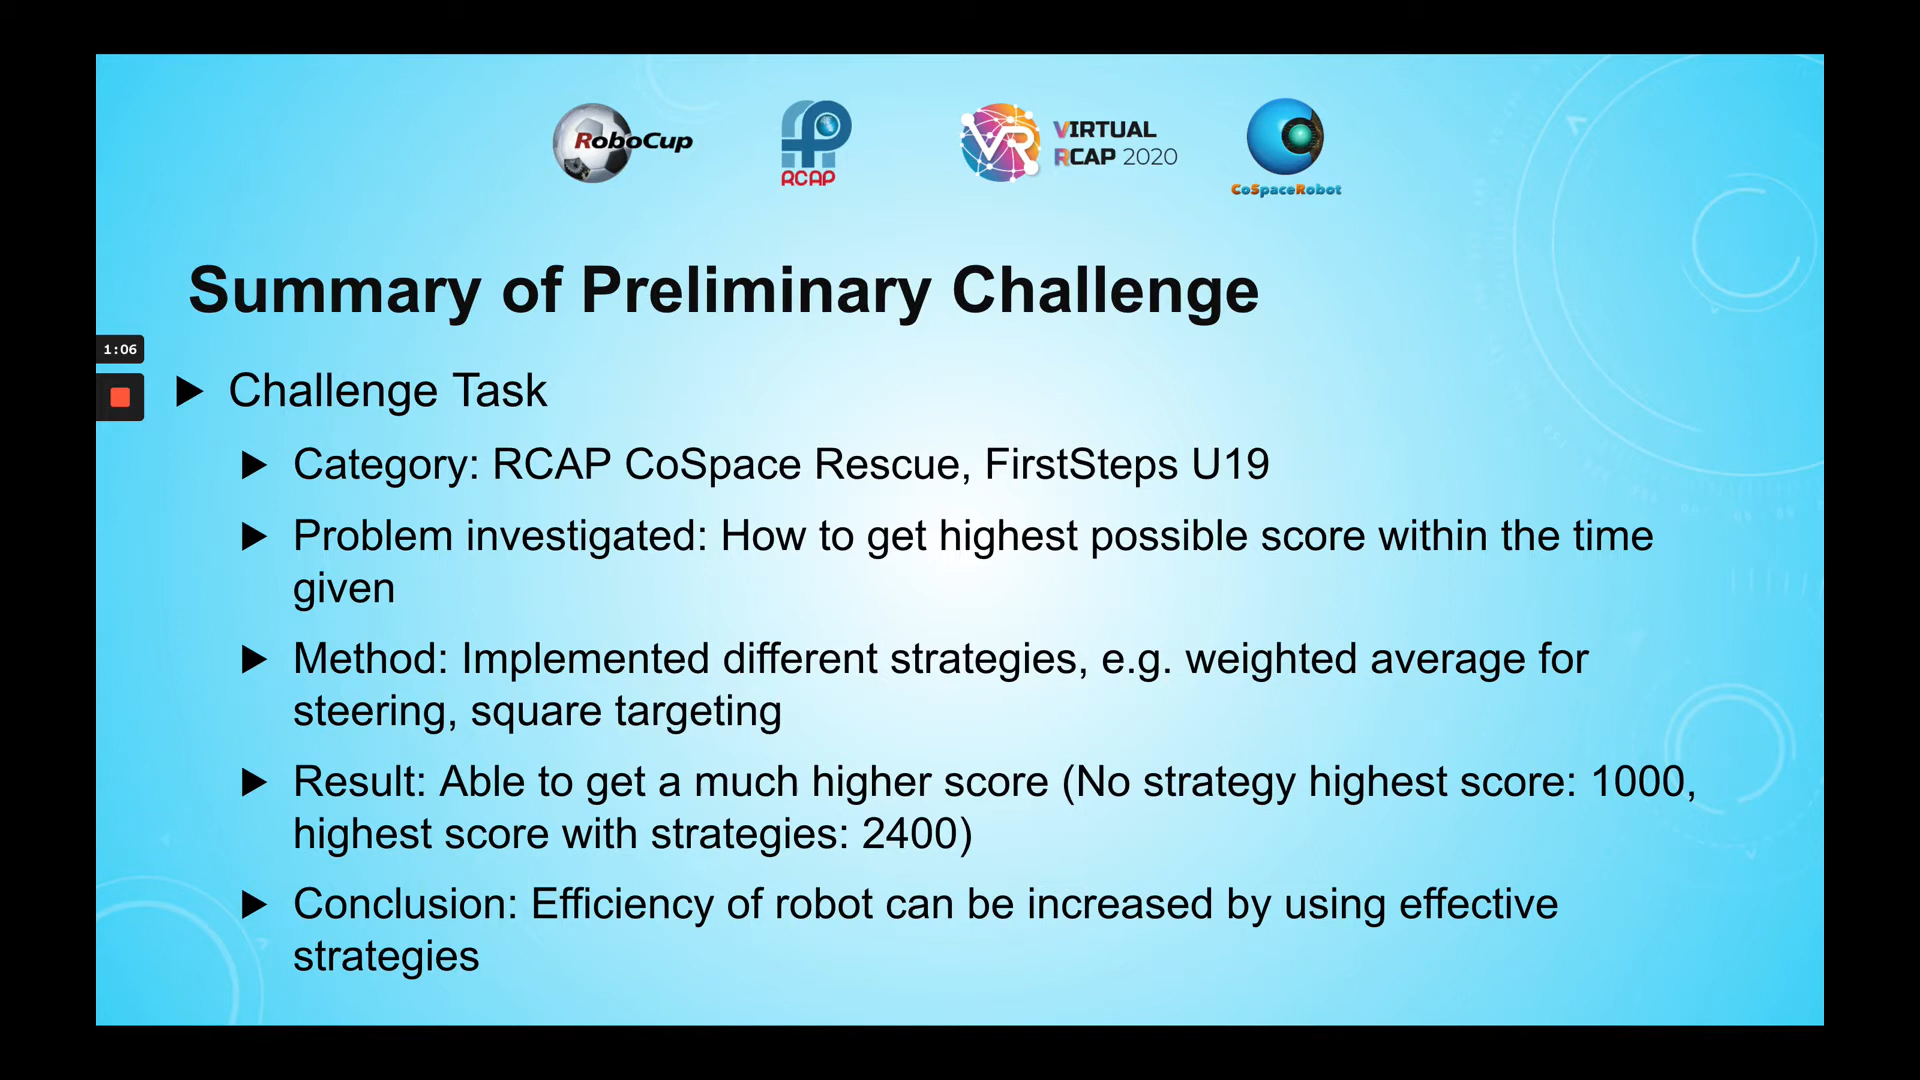 RoboCup
RCAP
VR
VIRTUAL
RCAP 2020
CoSpaceRobot
Summary of Preliminary Challenge
1:06
Challenge Task
Category: RCAP CoSpace Rescue, FirstSteps U19
Problem investigated: How to get highest possible score within the time
given
Method: Implemented different strategies, e.g. weighted average for
steering, square targeting
Result: Able to get a much higher score (No strategy highest score: 1000,
highest score with strategies: 2400)
Conclusion: Efficiency of robot can be increased by using effective
strategies